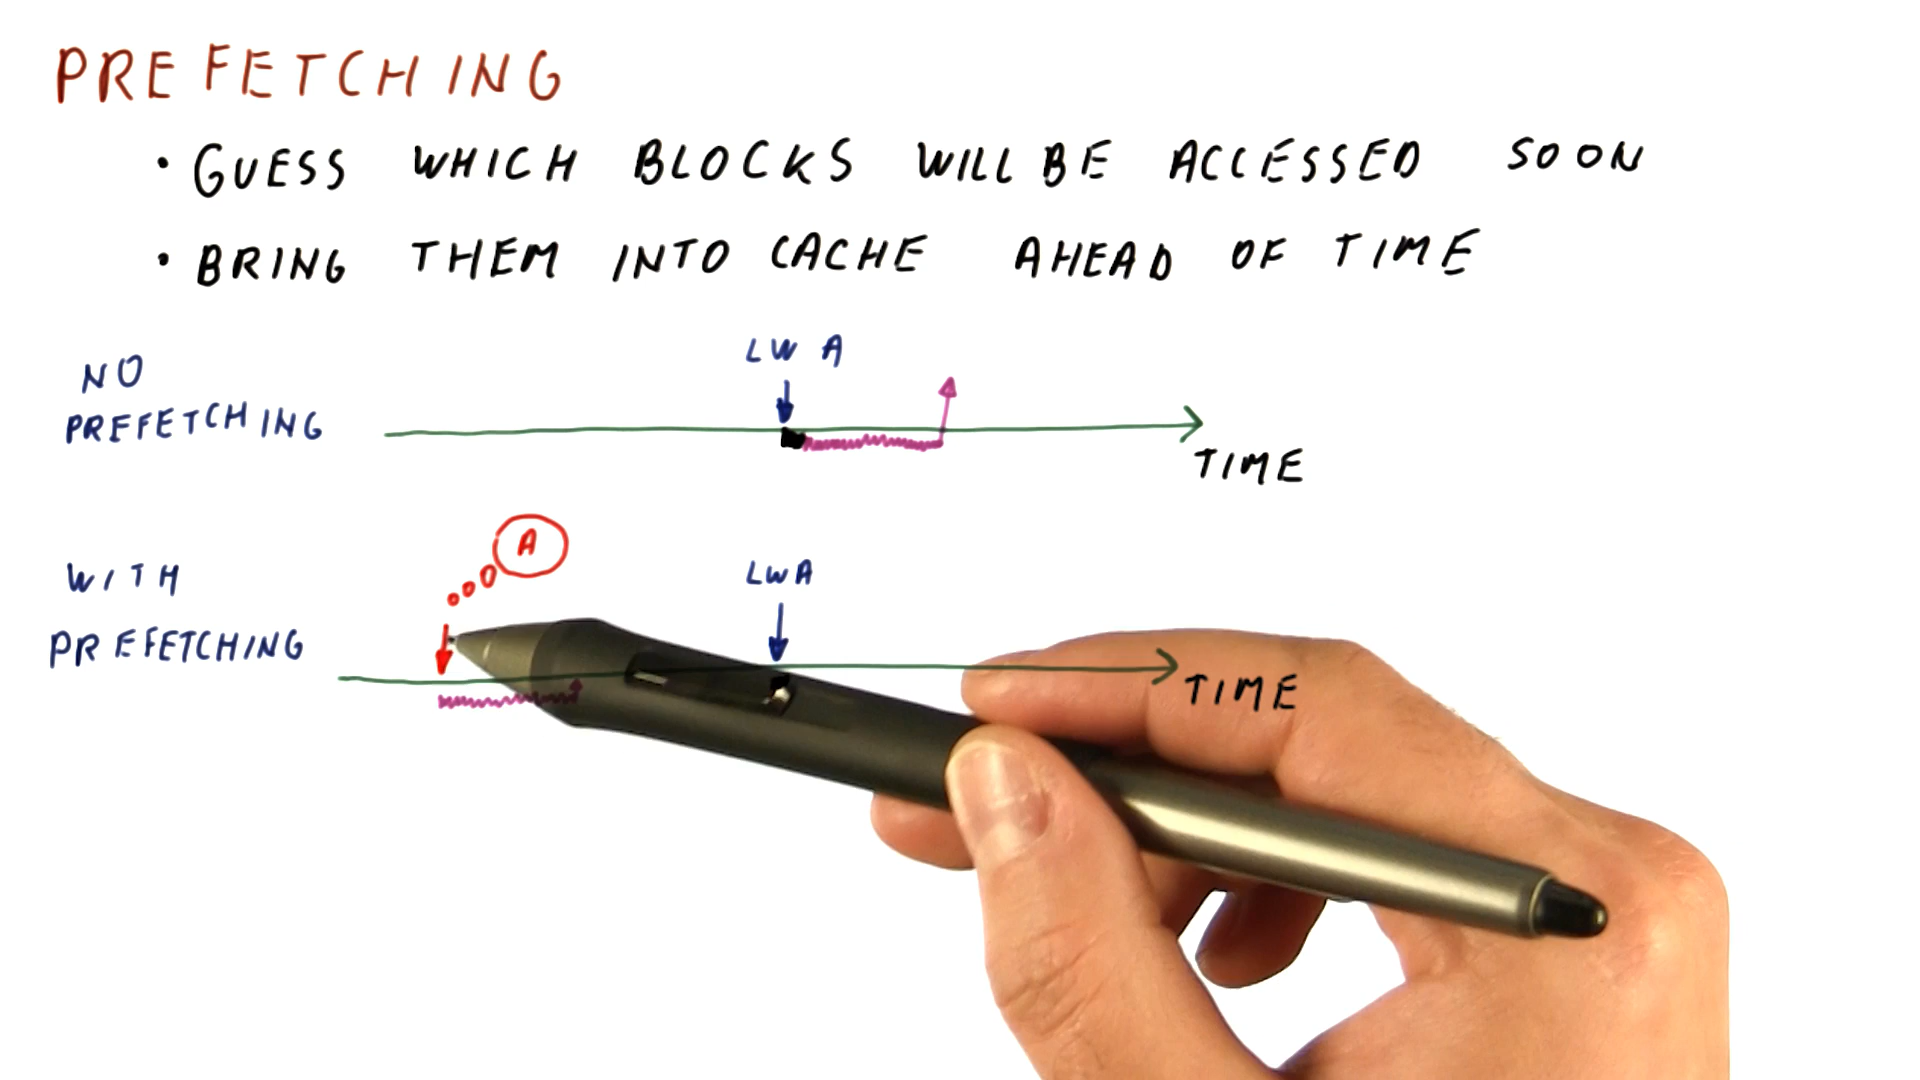 PREFETCHING
• GUESS WHICH BLOCKS WILL BE ACCESSED SOON
• BRING THEM INTO CACHE AHEAD OF TIME
LW A
NO
PREFETCHING
TIME
A
WITH
LWA
PREFETCHING
TIME